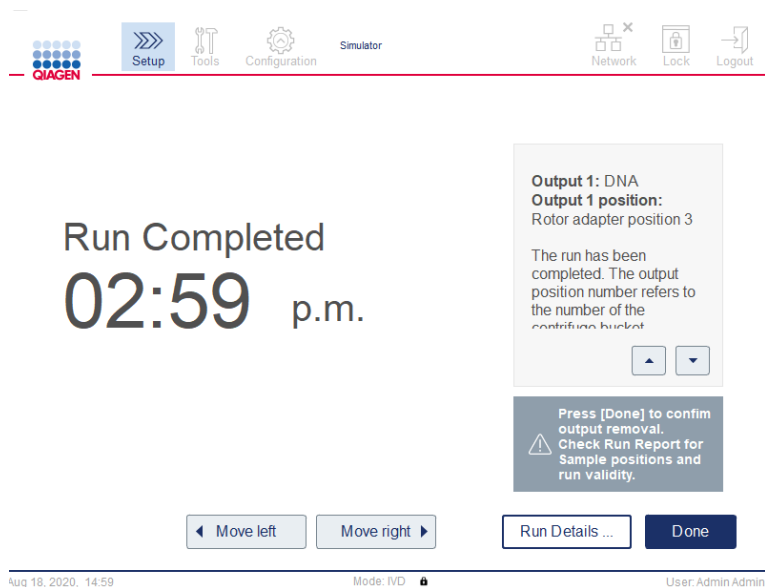 QIAGEN
Setup
Tools
Configuration
Simulator
Network
Lock
Logout
Run Completed
02:59 p.m.
Output 1: DNA
Output 1 position:
Rotor adapter position 3
The run has been
completed. The output
position number refers to
the number of the
centrifuge bucket
Press [Done] to confim
output removal.
Check Run Report for
Sample positions and
run validity.
Move left
Move right
Run Details ...
Done
Aug 18, 2020, 14:59
Mode: IVD
User: Admin Admin